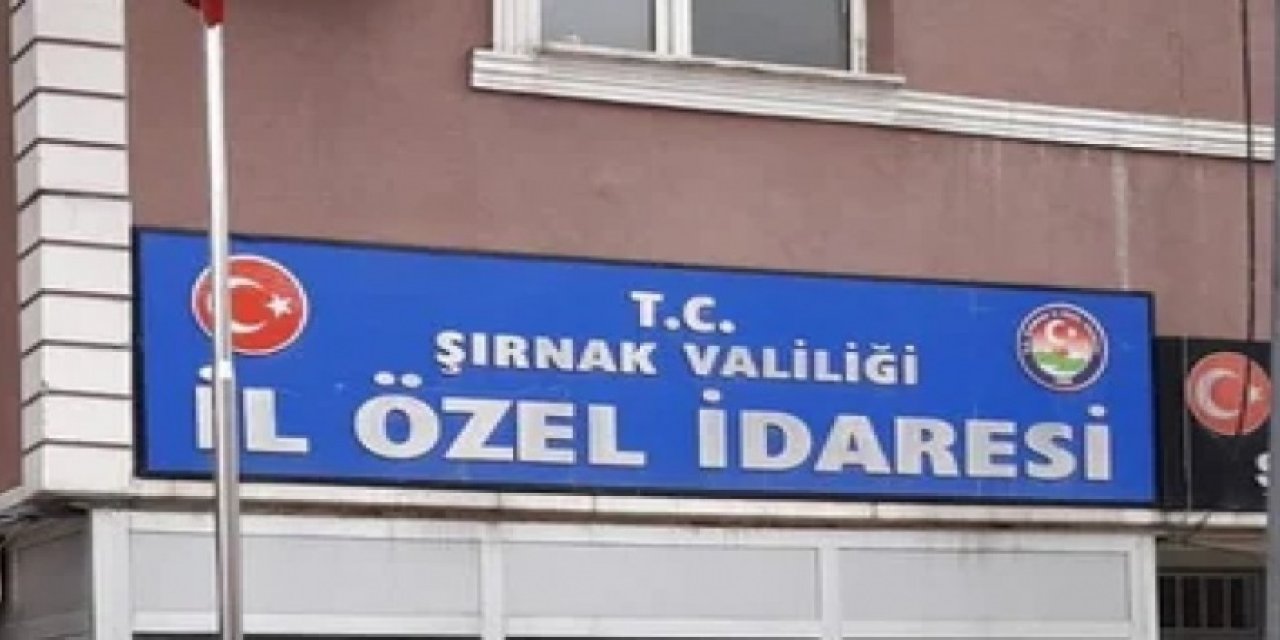 T.C.
ŞIRNAK VALİLİĞİ
İL ÖZEL İDARESİ